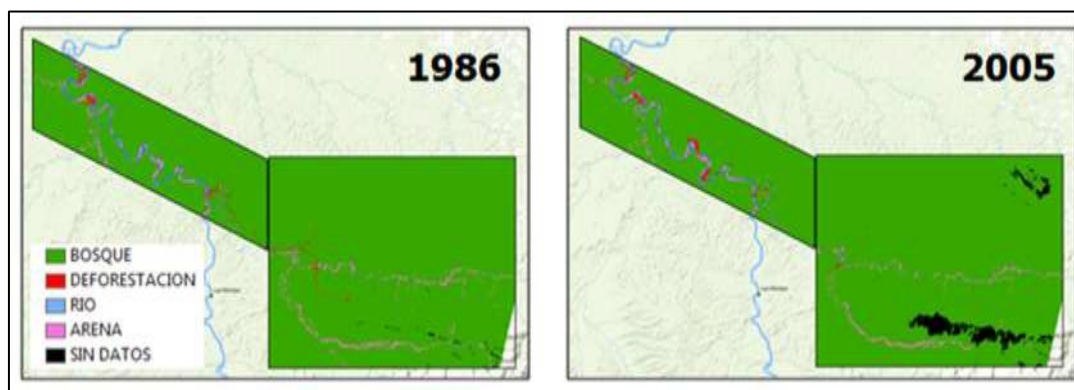 1986
2005
BOSQUE
DEFORESTACION
RIO
ARENA
SIN DATOS